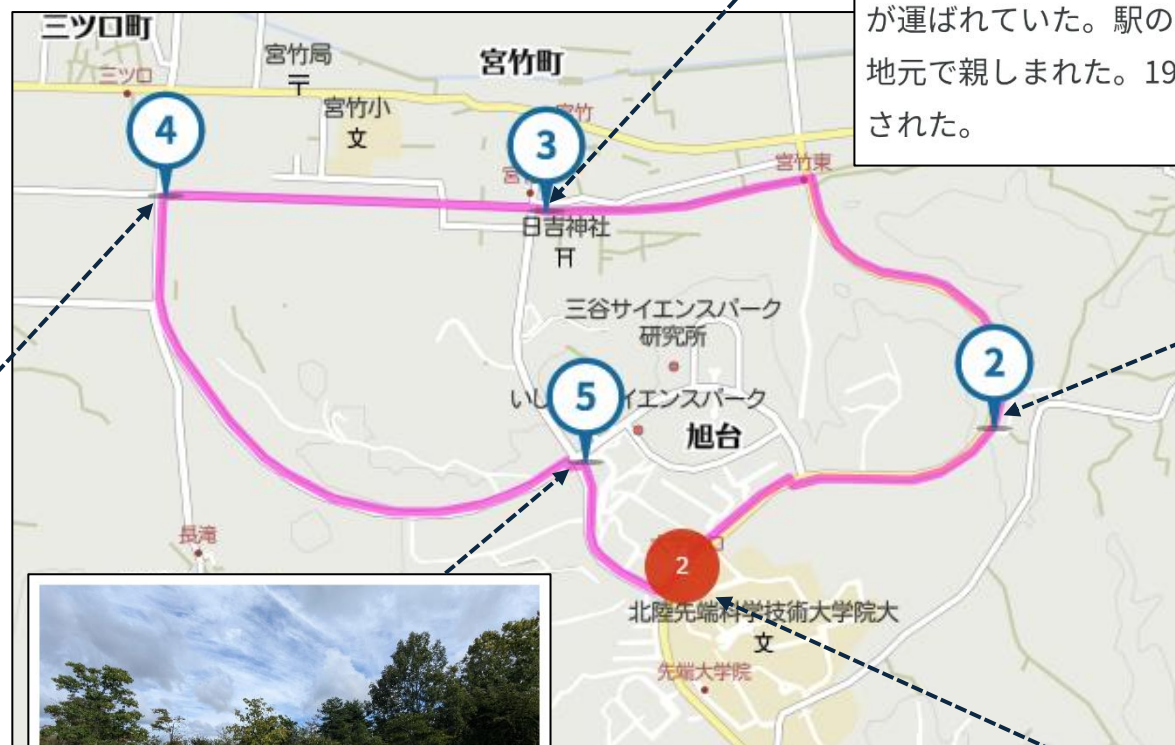 が運ばれていた。駅の
地元で親しまれた。19
された。
三ツ口町
宮竹局
宮竹町
三ツ口
宮竹小
文
宮竹
4
3
宮竹東
日吉神社
三谷サイエンスパーク
研究所
2
5
イエンスパーク
旭台
長滝
2
北陸先端科学技術大学院大
文
先端大学院